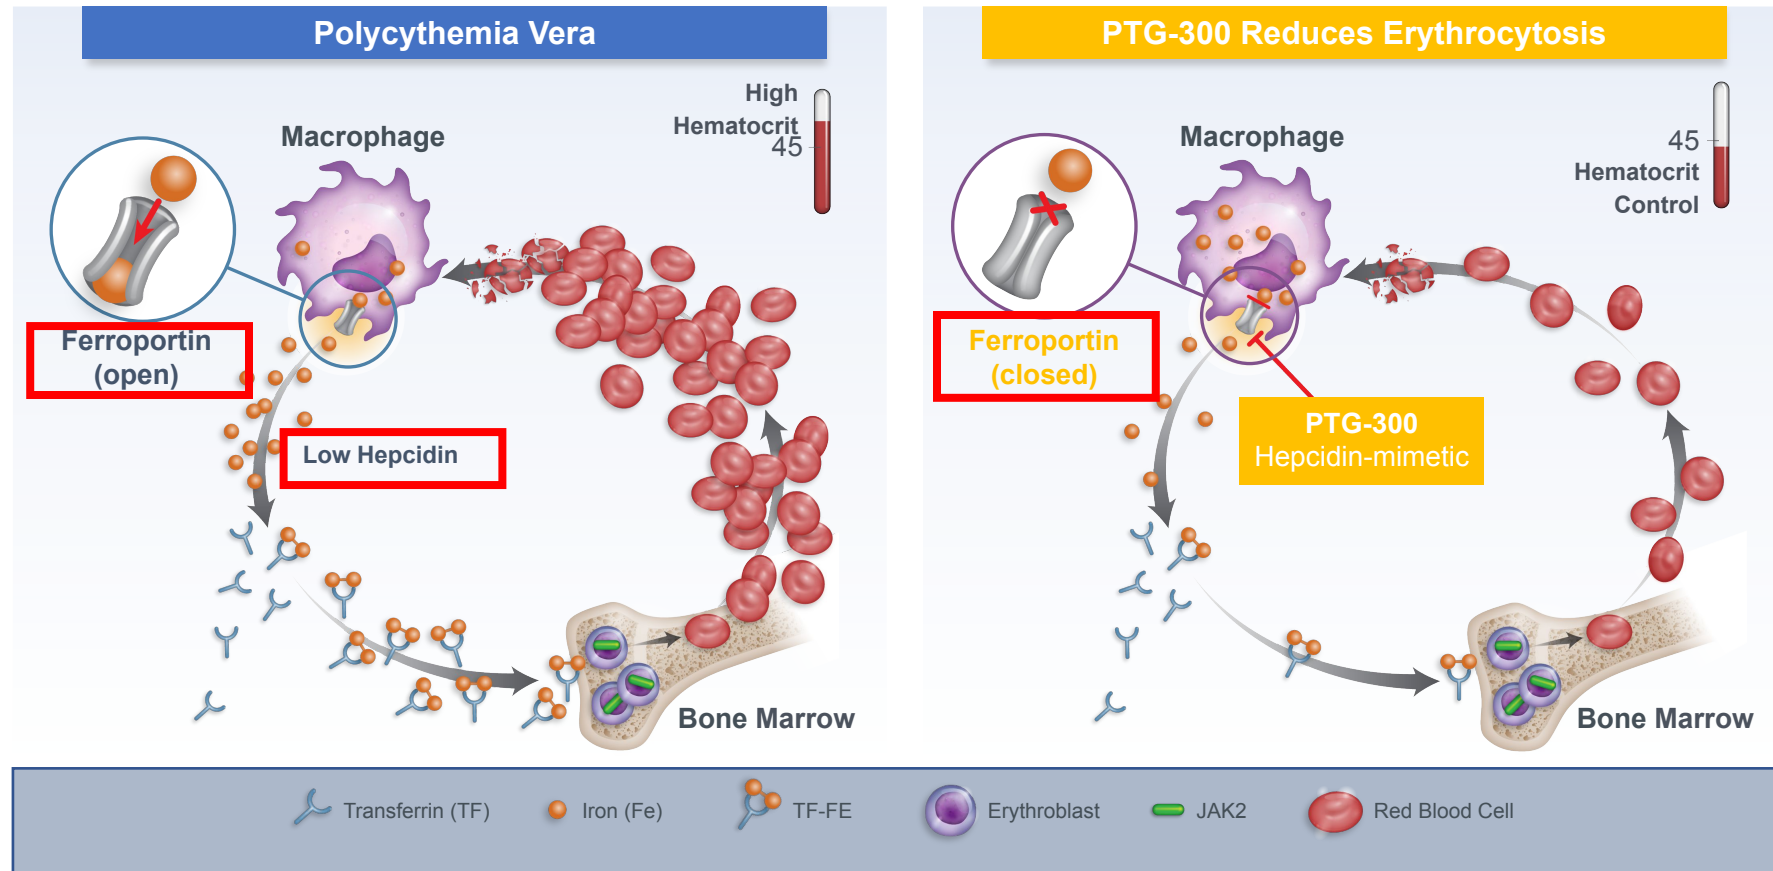 Polycythemia Vera
High
Hematocrit
45
Macrophage
Ferroportin
(open)
Low Hepcidin
Bone Marrow
PTG-300 Reduces Erythrocytosis
45
Hematocrit
Control
Macrophage
Ferroportin
(closed)
PTG-300
Hepcidin-mimetic
Bone Marrow
Transferrin (TF)
Iron (Fe)
TF-FE
Erythroblast
JAK2
Red Blood Cell